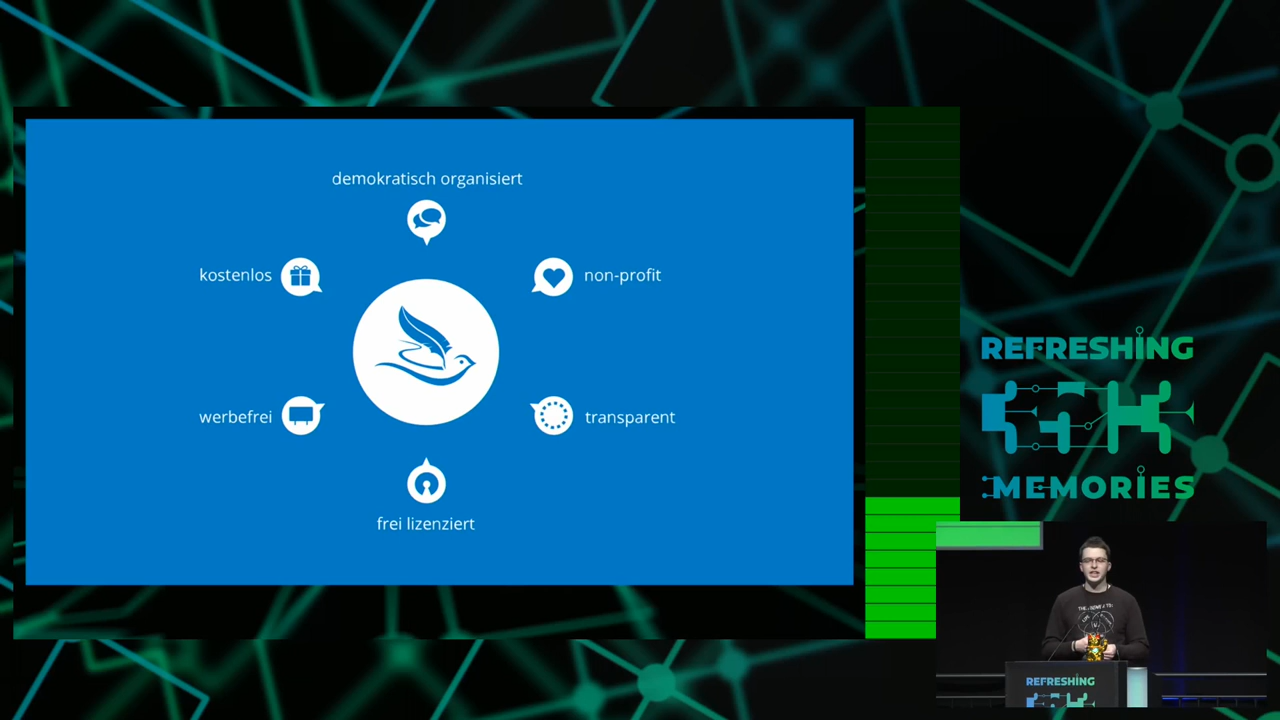 demokratisch organisiert
kostenlos
non-profit
werbefrei
transparent
frei lizenziert
REFRESHING
MEMORIES
REFRESHING